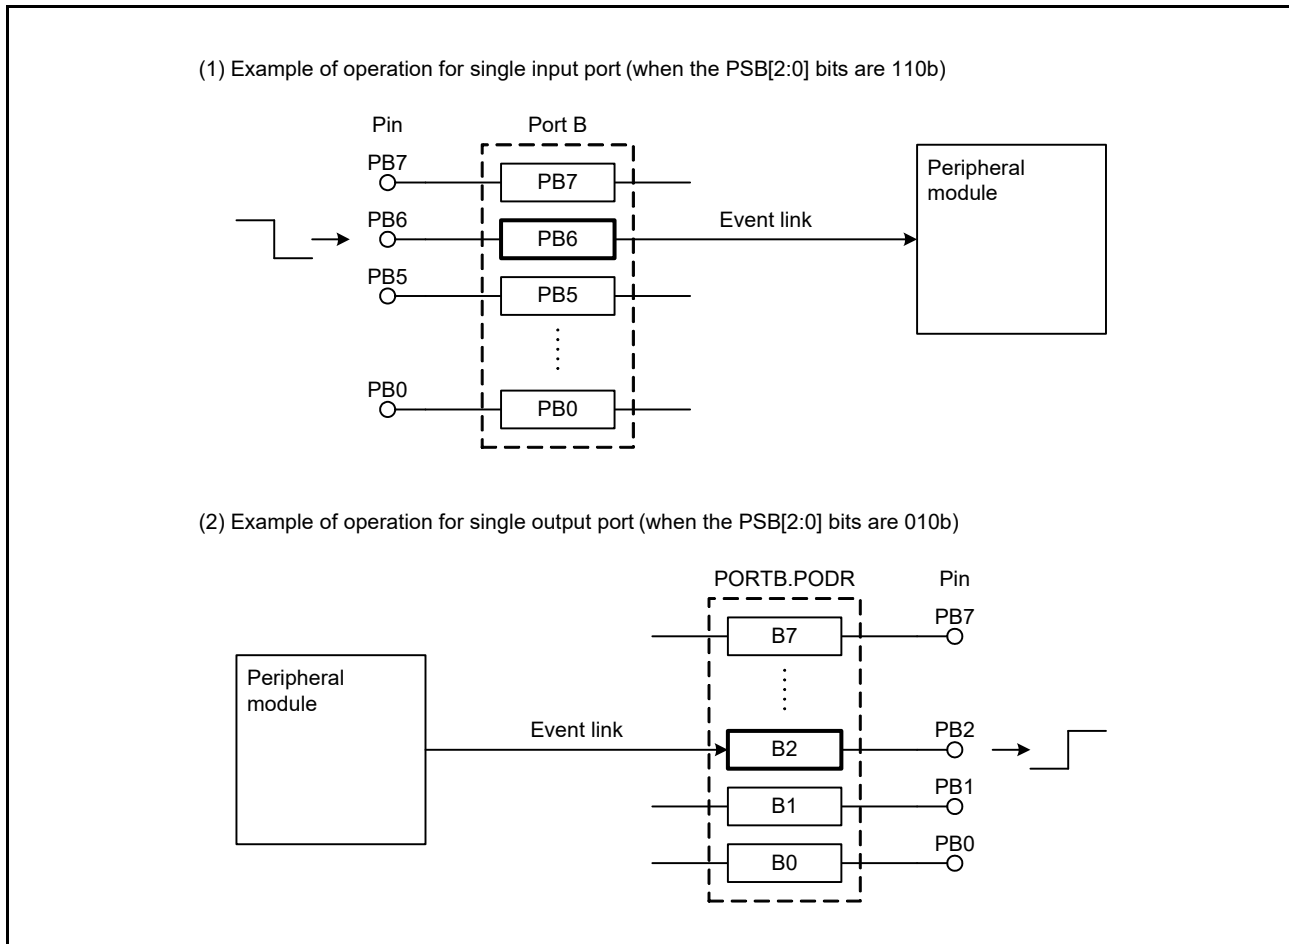 (1) Example of operation for single input port (when the PSB[2:0] bits are 110b)
Pin
Port B
PB7
PB7
PB6
PB6
PB5
PB5
PB0
PB0
Event link
Peripheral
module
(2) Example of operation for single output port (when the PSB[2:0] bits are 010b)
PORTB.PODR
Pin
Peripheral
module
Event link
B7
PB7
B2
PB2
B1
PB1
B0
PB0